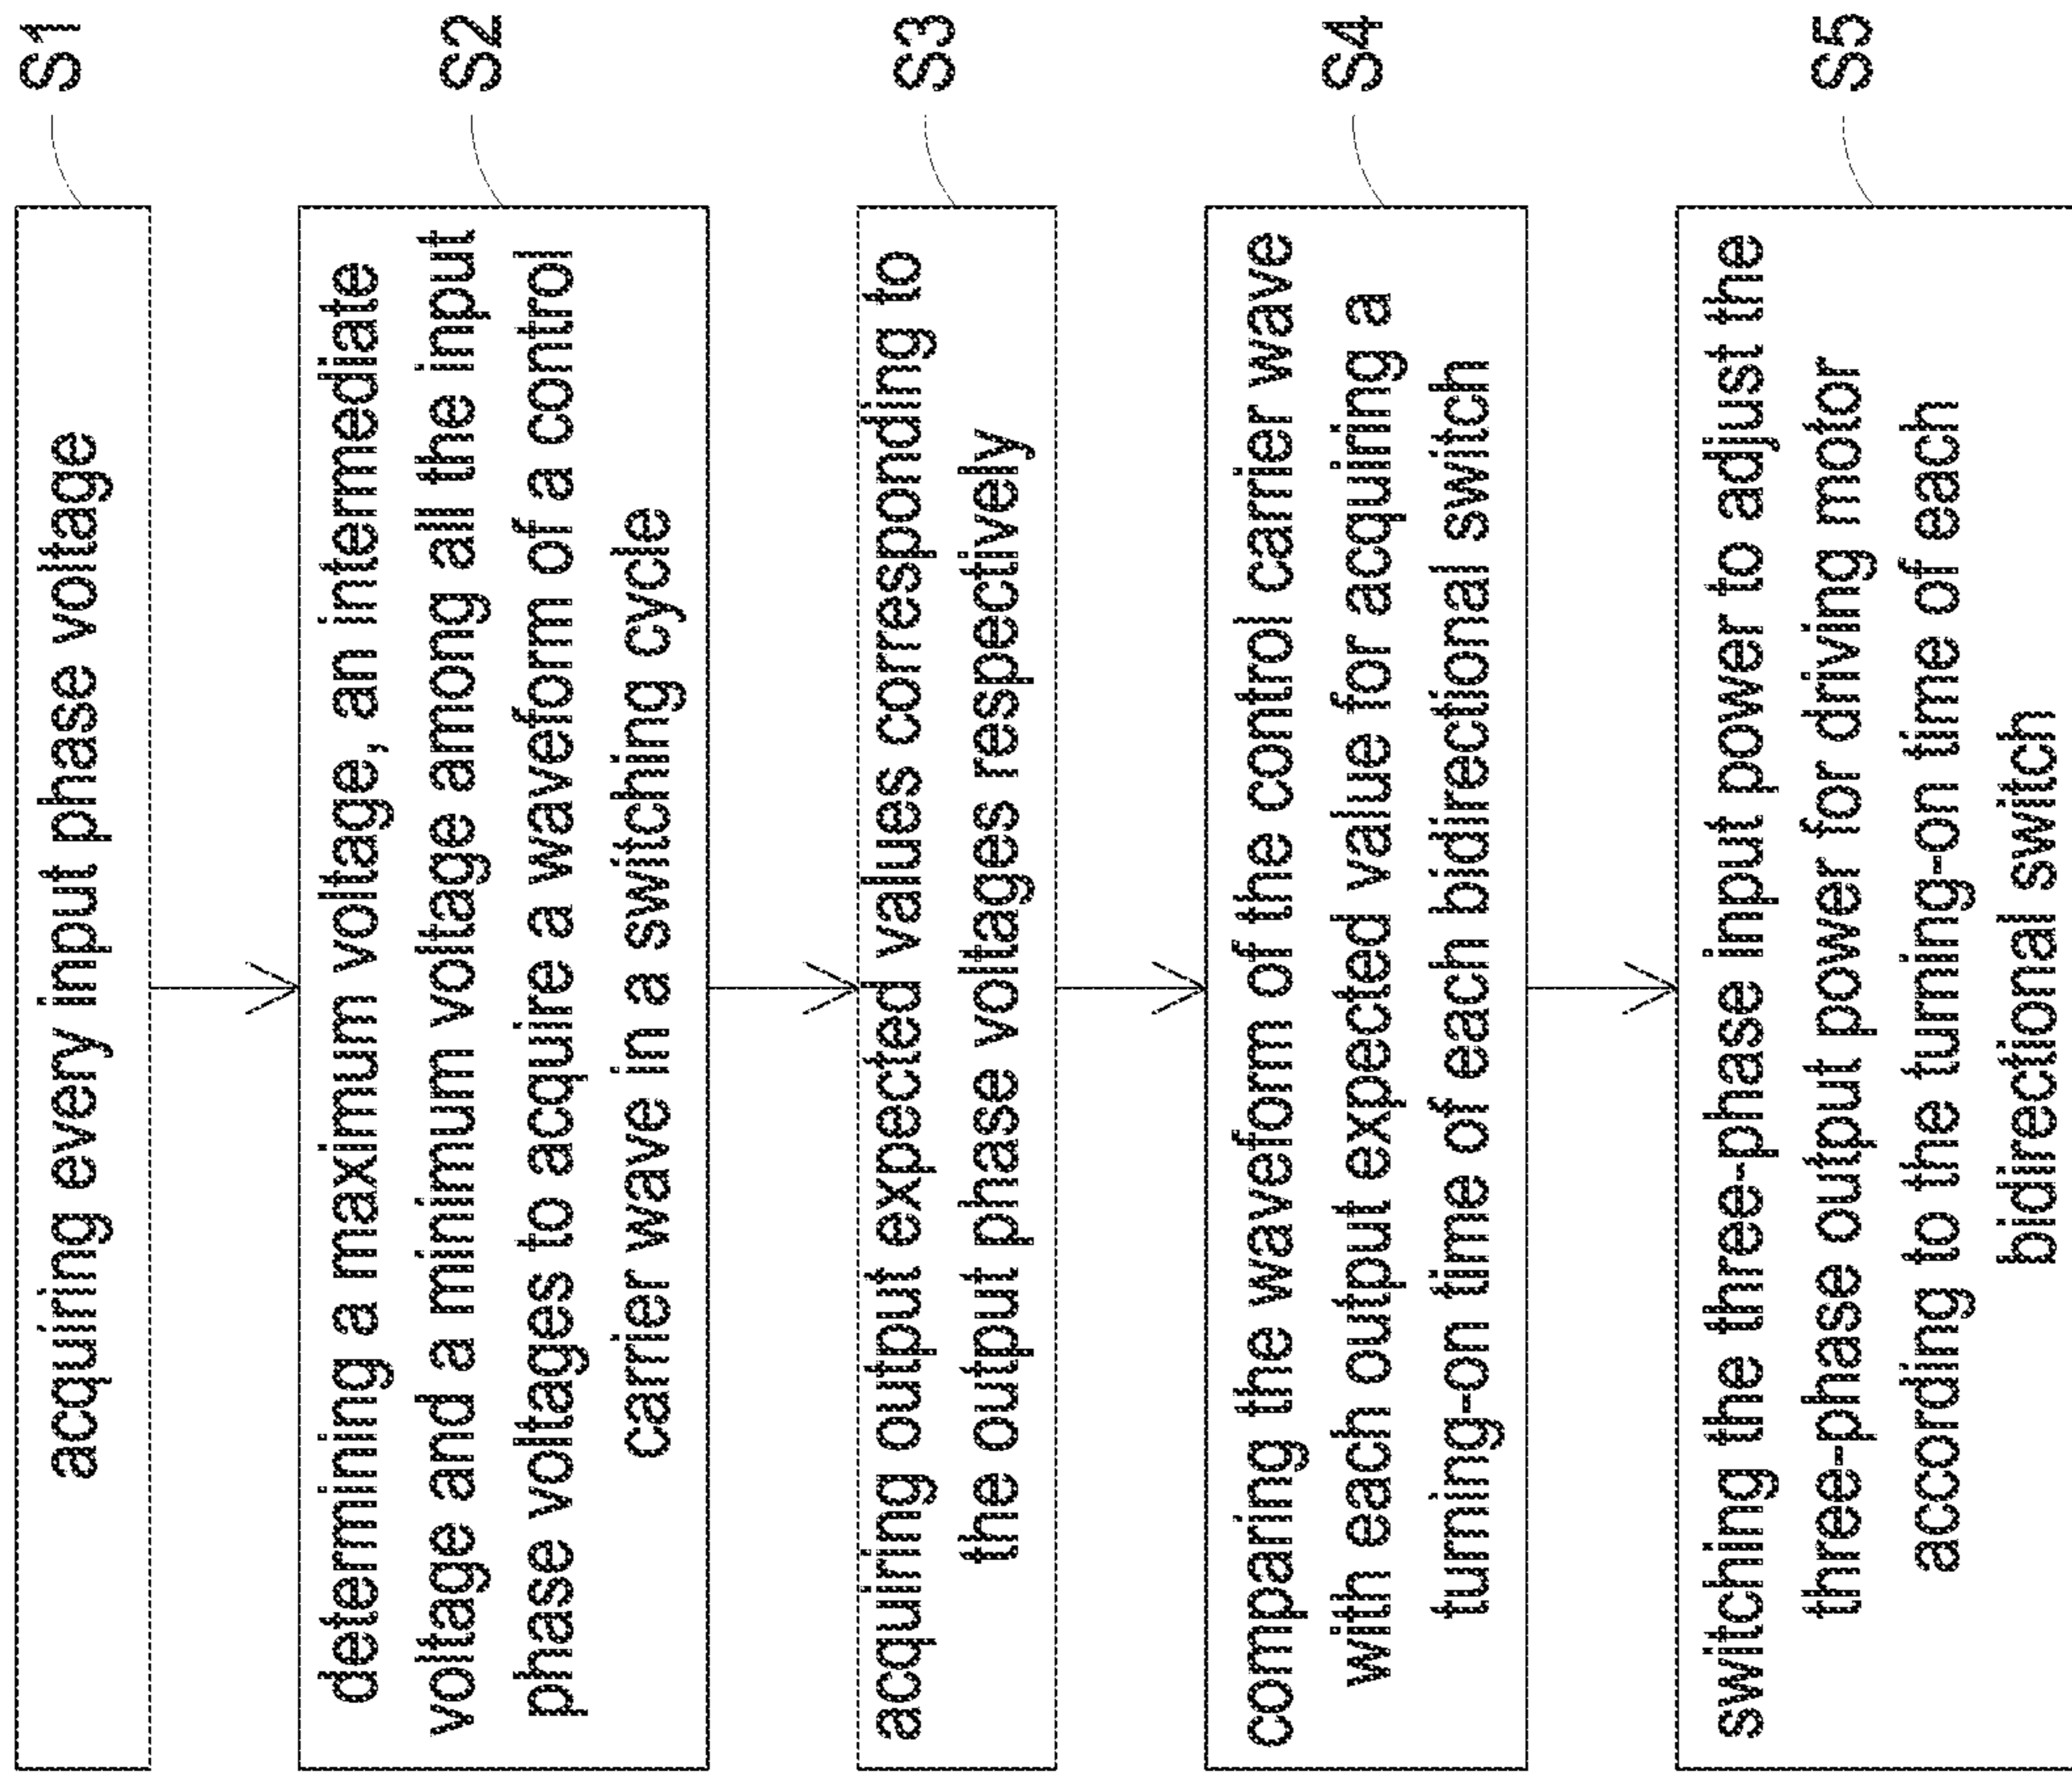 acquiring every input phase voltage
S1
determining a maximum voltage, an intermediate
voltage and a minimum voltage among all the input
phase voltages to acquire a waveform of a control
carrier wave in a switching cycle
S2
acquiring output expected values corresponding to
the output phase voltages respectively
S3
comparing the waveform of the control carrier wave
with each output expected value for acquiring a
turning-on time of each bidirectional switch
S4
switching the three-phase input power to adjust the
three-phase output power for driving motor
according to the turning-on time of each
bidirectional switch
S5